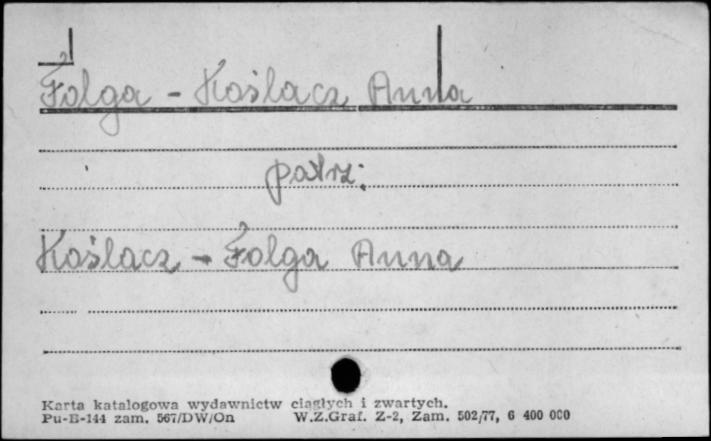 Folga - Koślacz Anna
patrz:
Koślacz - Folga Anna
Karta katalogowa wydawnictw ciągłych i zwartych.
Pu-B-144 zam. 567/DW/On W.Z.Graf. Z-2, Zam. 502/77, 6 400 000